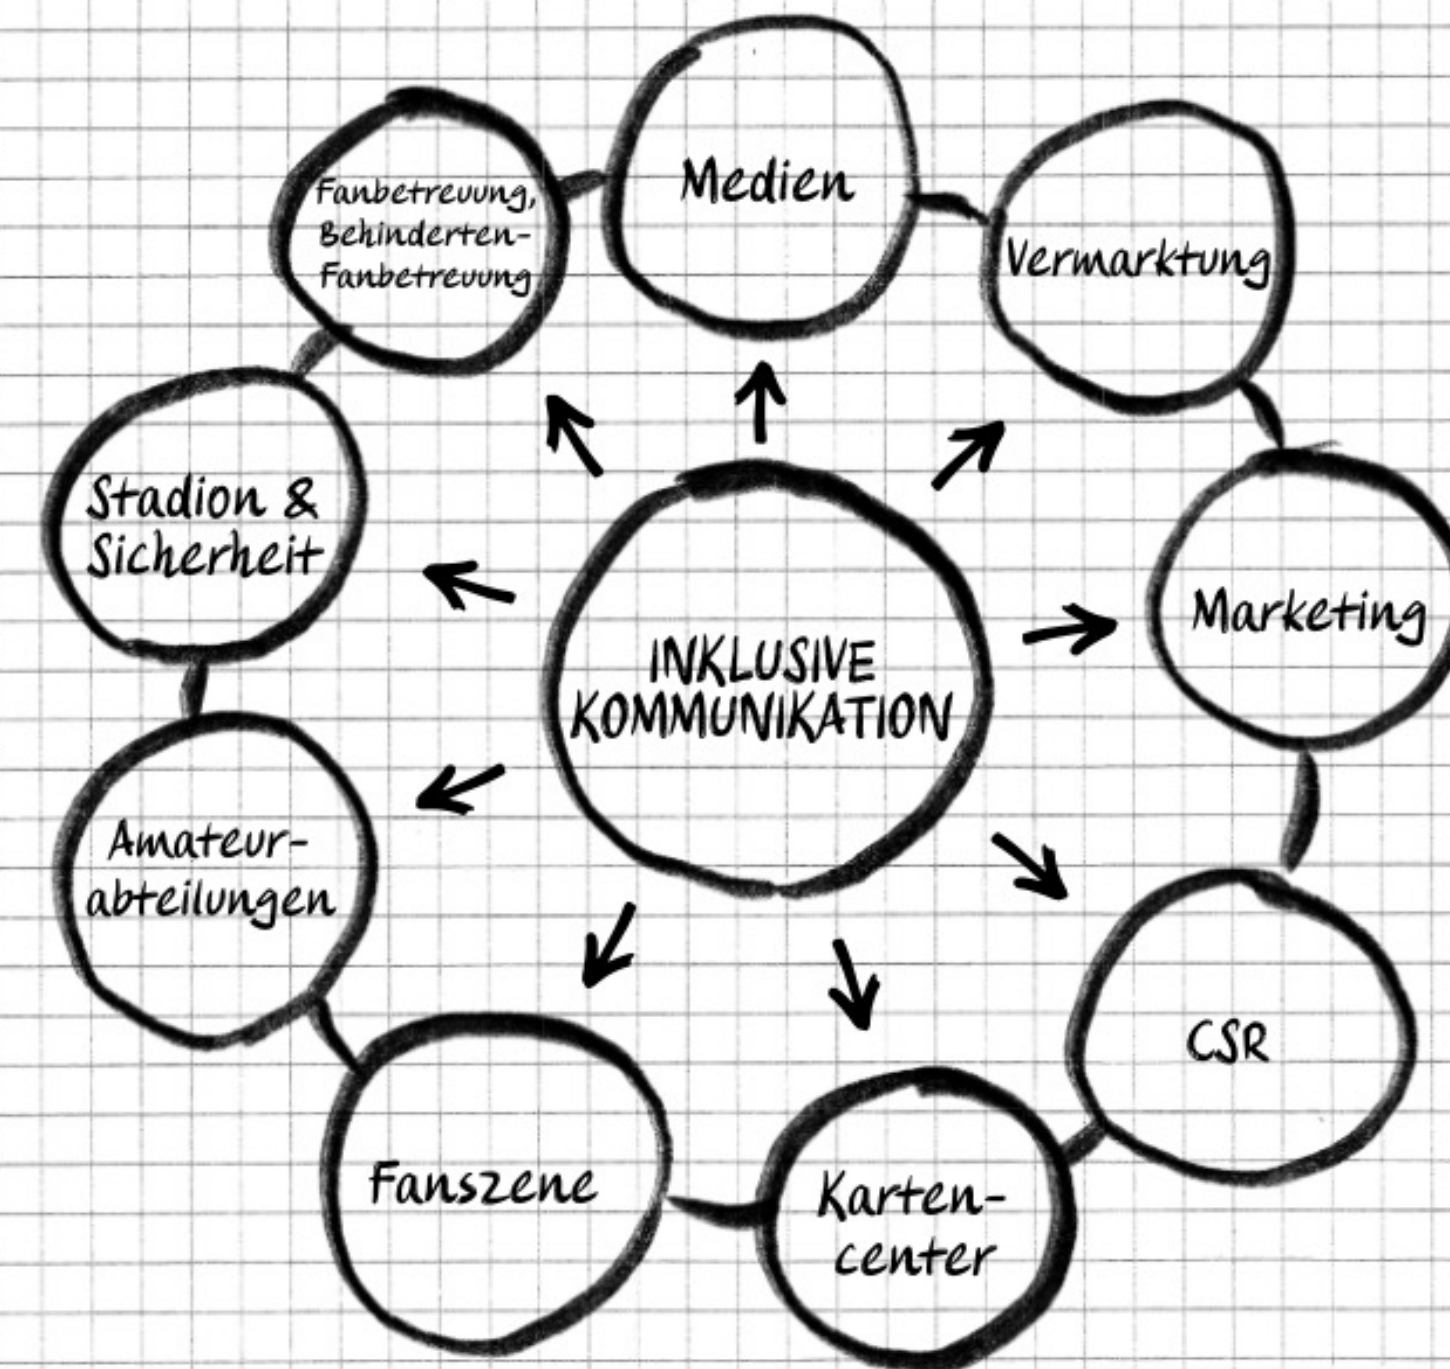 Medien
Fanbetreuung,
Behinderten-
Fanbetreuung
Vermarktung
Stadion &
Sicherheit
Marketing
INKLUSIVE
KOMMUNIKATION
Amateur-
abteilungen
CSR
Fanszene
Karten-
center